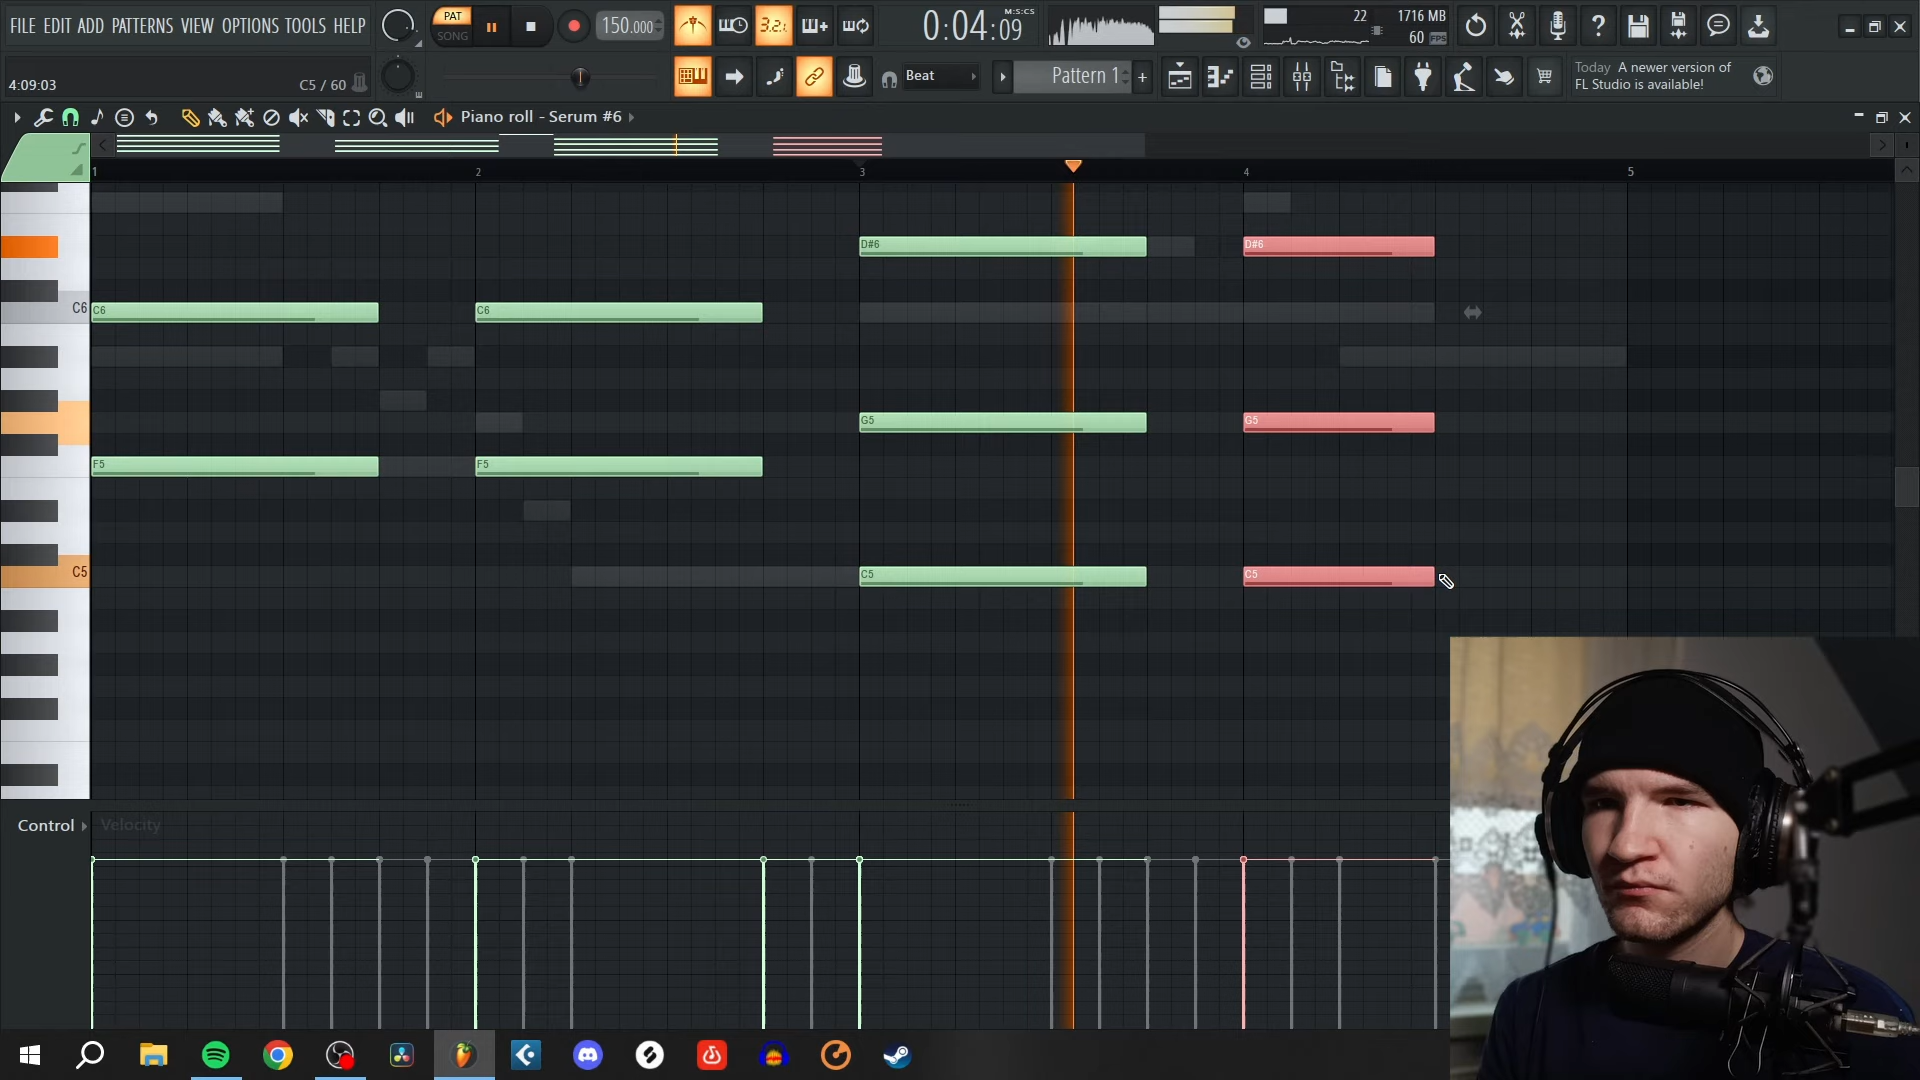 FILE EDIT ADD PATTERNS VIEW OPTIONS TOOLS HELP
PAT
SONG
150.000
3.2.
0:04:09
M:S:CS
22
1716 MB
60 FPS
4:09:03
C5 / 60
Beat
Pattern 1
Today A newer version of
FL Studio is available!
Piano roll - Serum #6
1
2
3
4
5
D#6
D#6
C6
C6
C6
G5
G5
F5
F5
C5
C5
C5
Control
Velocity